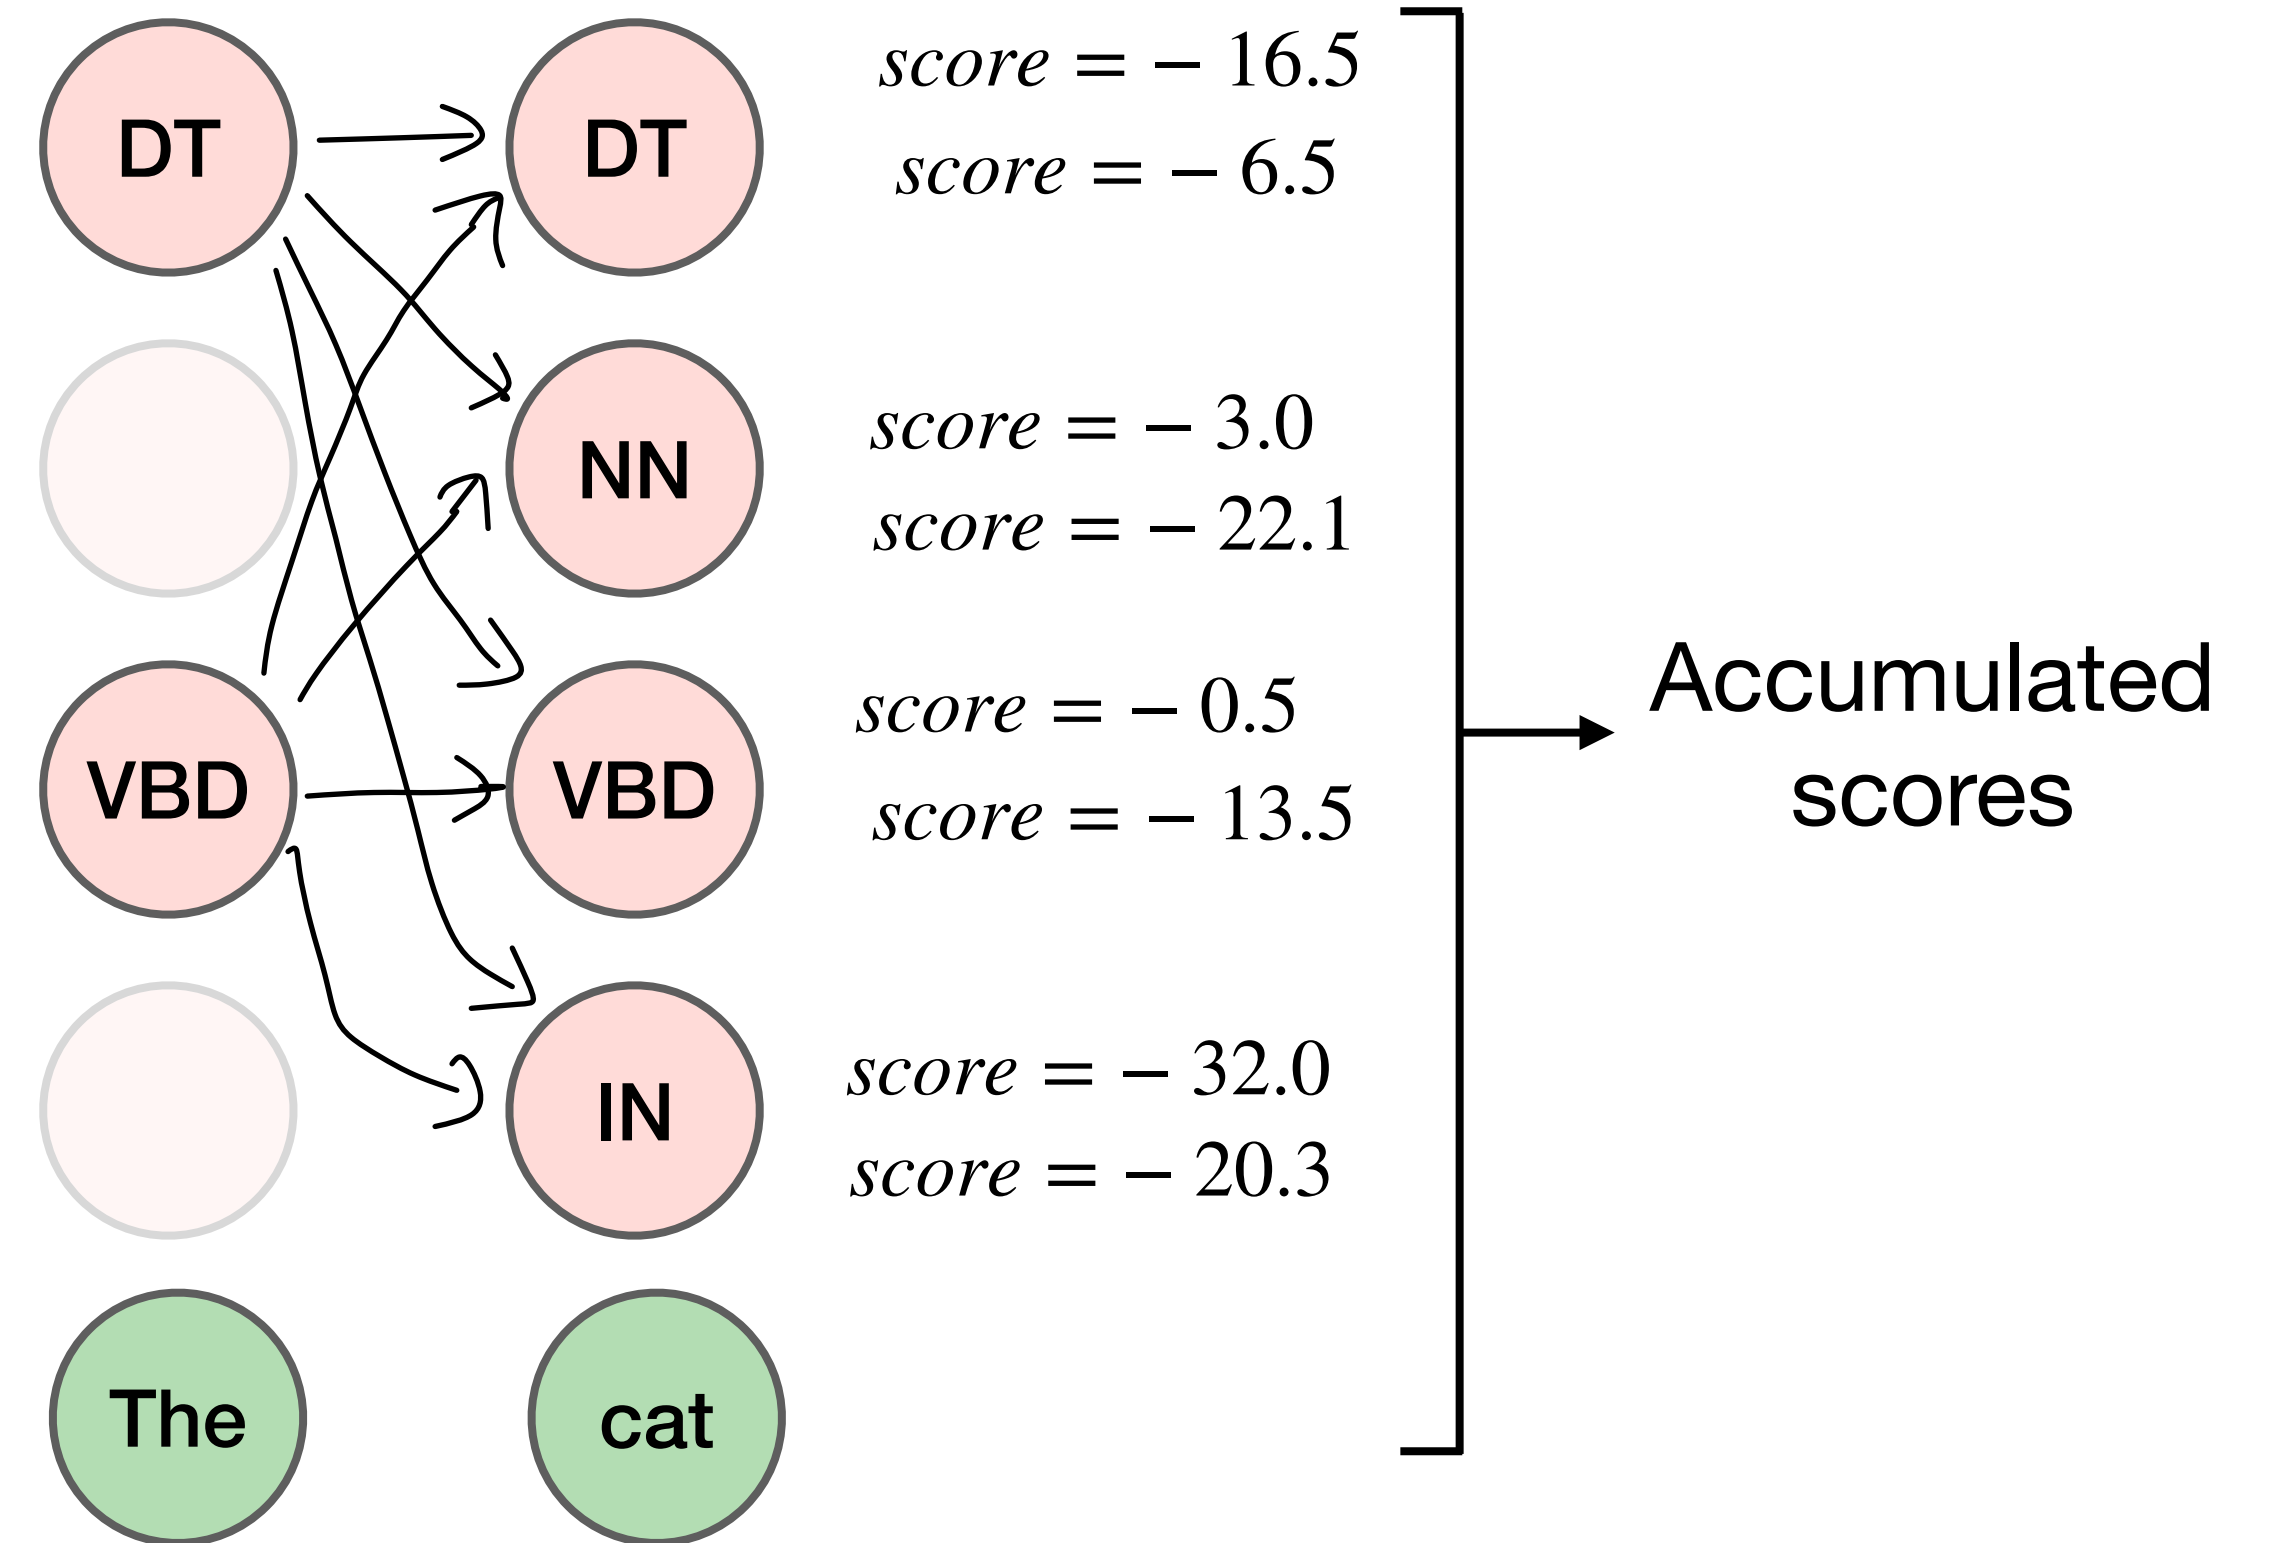 DT
DT
score = − 16.5
score = − 6.5
NN
score = − 3.0
score = − 22.1
VBD
VBD
score = − 0.5
score = − 13.5
Accumulated
scores
IN
score = − 32.0
score = − 20.3
The
cat